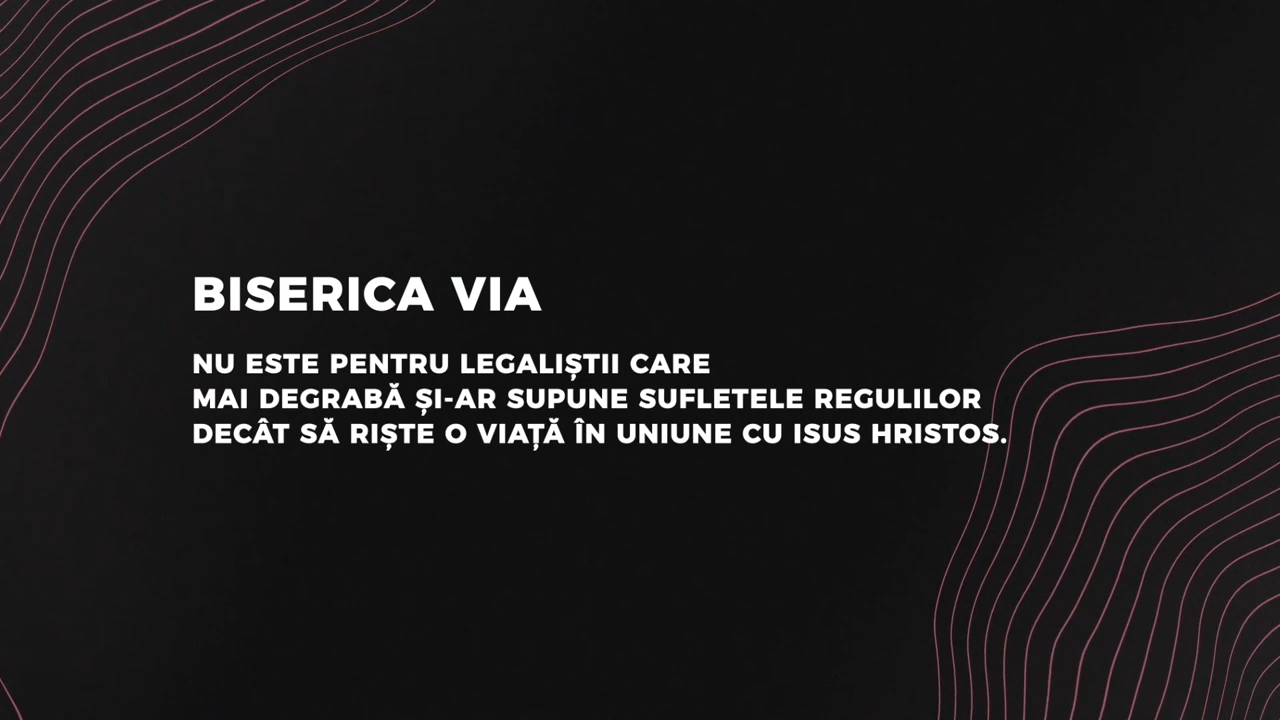 BISERICA VIA
NU ESTE PENTRU LEGALIȘTII CARE
MAI DEGRABĂ ȘI-AR SUPUNE SUFLETELE REGULILOR
DECÂT SĂ RIȘTE O VIAȚĂ ÎN UNIUNE CU ISUS HRISTOS.